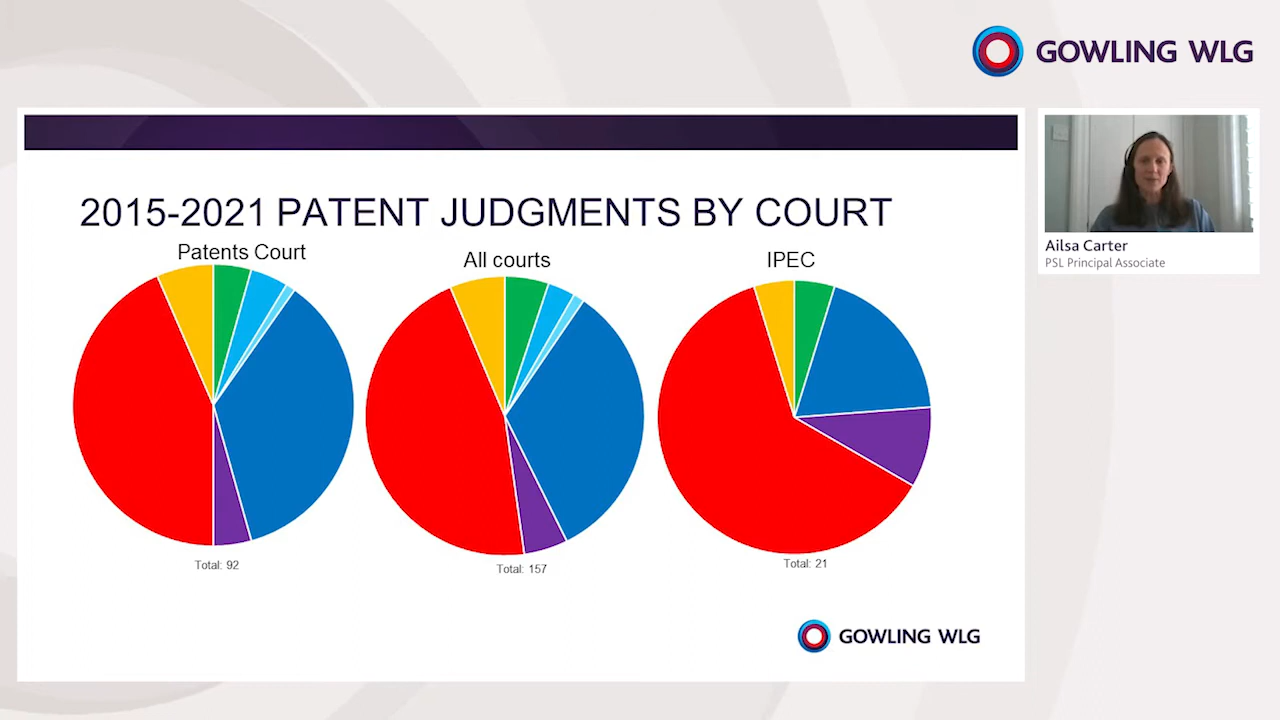 GOWLING WLG
2015-2021 PATENT JUDGMENTS BY COURT
Patents Court
All courts
IPEC
Total: 92
Total: 157
Total: 21
GOWLING WLG
Ailsa Carter
PSL Principal Associate